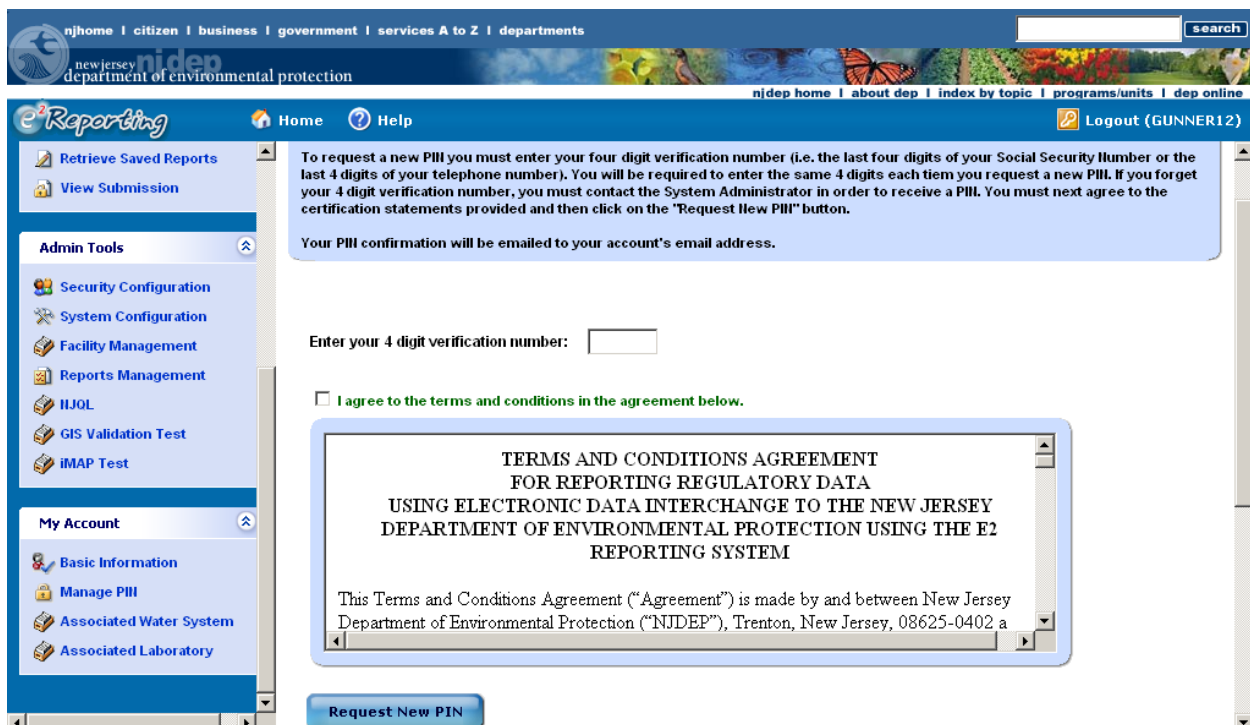 njhome l citizen l business l government l services A to Z l departments
search
new jersey njdep
department of environmental protection
njdep home l about dep l index by topic l programs/units l dep online
e2Reporting
Home
Help
Logout (GUNNER12)
Retrieve Saved Reports
View Submission
Admin Tools
Security Configuration
System Configuration
Facility Management
Reports Management
NJQL
GIS Validation Test
iMAP Test
My Account
Basic Information
Manage PIN
Associated Water System
Associated Laboratory
To request a new PIN you must enter your four digit verification number (i.e. the last four digits of your Social Security Number or the
last 4 digits of your telephone number). You will be required to enter the same 4 digits each tiem you request a new PIN. If you forget
your 4 digit verification number, you must contact the System Administrator in order to receive a PIN. You must next agree to the
certification statements provided and then click on the "Request New PIN" button.
Your PIN confirmation will be emailed to your account's email address.
Enter your 4 digit verification number:
I agree to the terms and conditions in the agreement below.
TERMS AND CONDITIONS AGREEMENT
FOR REPORTING REGULATORY DATA
USING ELECTRONIC DATA INTERCHANGE TO THE NEW JERSEY
DEPARTMENT OF ENVIRONMENTAL PROTECTION USING THE E2
REPORTING SYSTEM
This Terms and Conditions Agreement (“Agreement”) is made by and between New Jersey
Department of Environmental Protection (“NJDEP”), Trenton, New Jersey, 08625-0402 a
Request New PIN